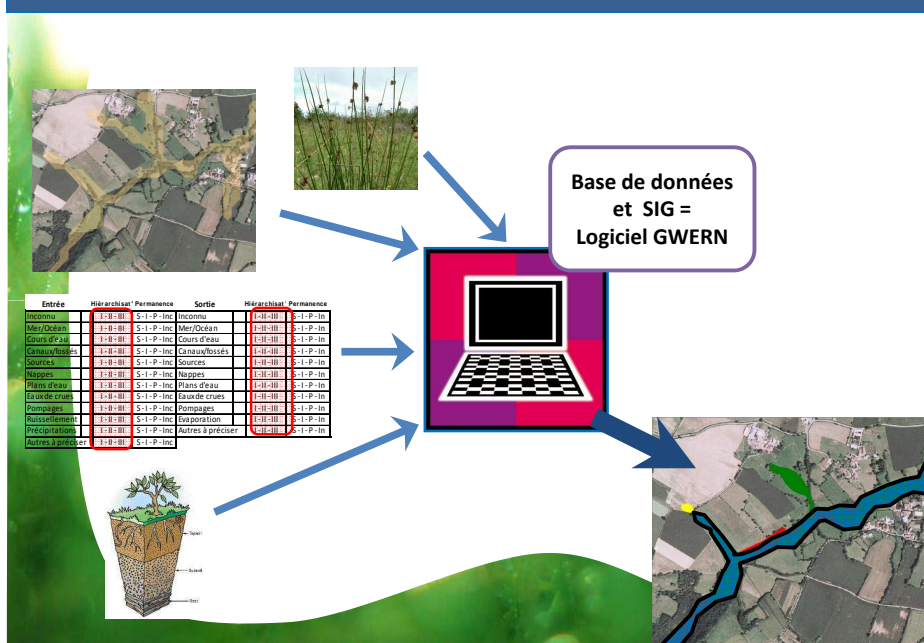 Base de données
et SIG =
Logiciel GWERN
Entrée Hiérarchisat° Permanence Sortie Hiérarchisat° Permanence
Inconnu I - II - III S - I - P - Inc Inconnu I - II - III S - I - P - In
Mer/Océan I - II - III S - I - P - Inc Mer/Océan I - II - III S - I - P - In
Cours d'eau I - II - III S - I - P - Inc Cours d'eau I - II - III S - I - P - In
Canaux/fossés I - II - III S - I - P - Inc Canaux/fossés I - II - III S - I - P - In
Sources I - II - III S - I - P - Inc Sources I - II - III S - I - P - In
Nappes I - II - III S - I - P - Inc Nappes I - II - III S - I - P - In
Plans d'eau I - II - III S - I - P - Inc Plans d'eau I - II - III S - I - P - In
Eaux de crues I - II - III S - I - P - Inc Eaux de crues I - II - III S - I - P - In
Pompages I - II - III S - I - P - Inc Pompages I - II - III S - I - P - In
Ruissellement I - II - III S - I - P - Inc Evaporation I - II - III S - I - P - In
Précipitations I - II - III S - I - P - Inc Autres à préciser I - II - III S - I - P - In
Autres à préciser I - II - III S - I - P - Inc